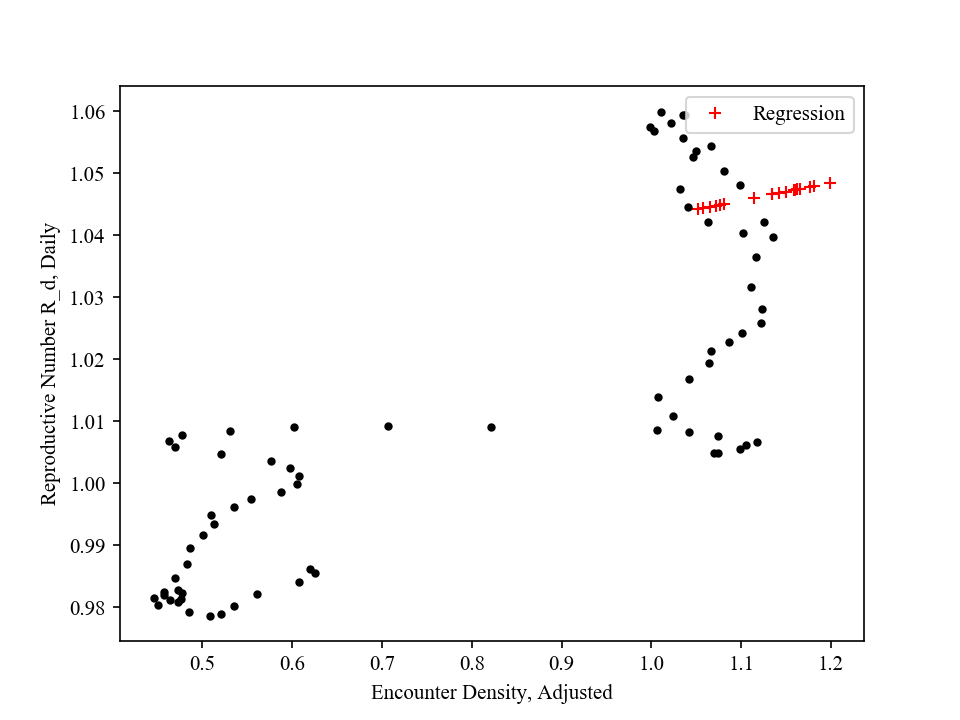 Regression
1.06
1.05
1.04
1.03
1.02
1.01
1.00
0.99
0.98
Reproductive Number R_d, Daily
0.5 0.6 0.7 0.8 0.9 1.0 1.1 1.2
Encounter Density, Adjusted